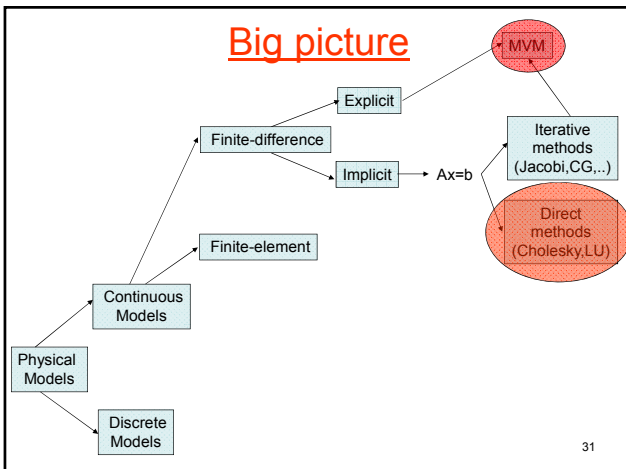 Big picture
MVM
Explicit
Finite-difference
Iterative
methods
(Jacobi,CG,..)
Implicit
Ax=b
Direct
methods
(Cholesky,LU)
Finite-element
Continuous
Models
Physical
Models
Discrete
Models
31